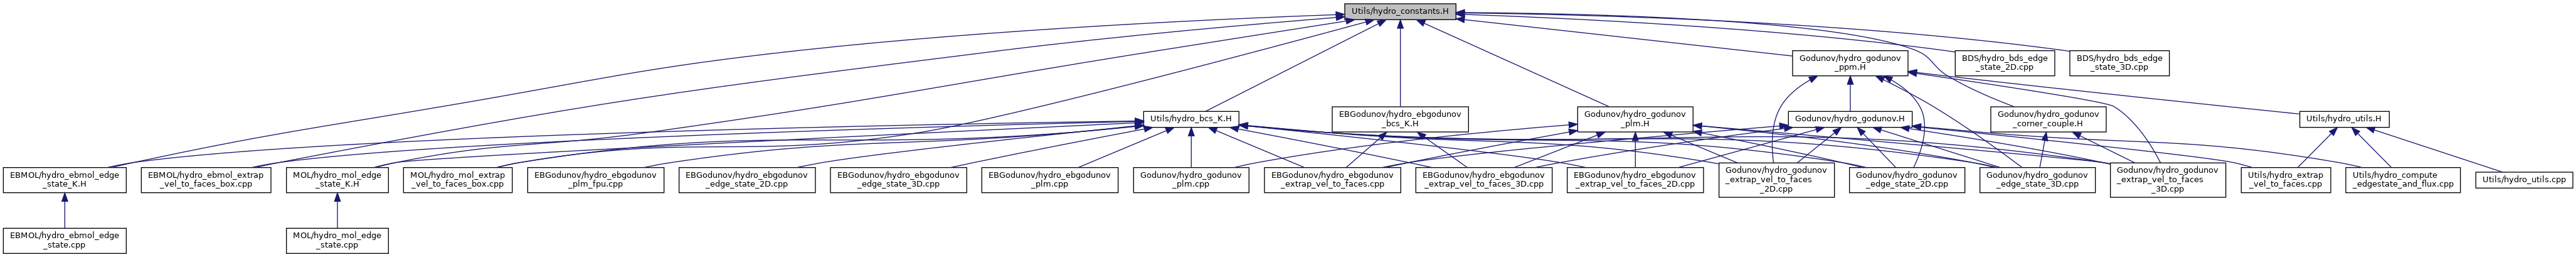 Utils/hydro_constants.H
Godunov/hydro_godunov
_ppm.H
BDS/hydro_bds_edge
_state_2D.cpp
BDS/hydro_bds_edge
_state_3D.cpp
Utils/hydro_bcs_K.H
EBGodunov/hydro_ebgodunov
_bcs_K.H
Godunov/hydro_godunov
_plm.H
Godunov/hydro_godunov.H
Godunov/hydro_godunov
_corner_couple.H
Utils/hydro_utils.H
EBMOL/hydro_ebmol_edge
_state_K.H
EBMOL/hydro_ebmol_extrap
_vel_to_faces_box.cpp
MOL/hydro_mol_edge
_state_K.H
MOL/hydro_mol_extrap
_vel_to_faces_box.cpp
EBGodunov/hydro_ebgodunov
_plm_fpu.cpp
EBGodunov/hydro_ebgodunov
_edge_state_2D.cpp
EBGodunov/hydro_ebgodunov
_edge_state_3D.cpp
EBGodunov/hydro_ebgodunov
_plm.cpp
Godunov/hydro_godunov
_plm.cpp
EBGodunov/hydro_ebgodunov
_extrap_vel_to_faces.cpp
EBGodunov/hydro_ebgodunov
_extrap_vel_to_faces_3D.cpp
EBGodunov/hydro_ebgodunov
_extrap_vel_to_faces_2D.cpp
Godunov/hydro_godunov
_extrap_vel_to_faces
_2D.cpp
Godunov/hydro_godunov
_edge_state_2D.cpp
Godunov/hydro_godunov
_edge_state_3D.cpp
Godunov/hydro_godunov
_extrap_vel_to_faces
_3D.cpp
Utils/hydro_extrap
_vel_to_faces.cpp
Utils/hydro_compute
_edgestate_and_flux.cpp
Utils/hydro_utils.cpp
EBMOL/hydro_ebmol_edge
_state.cpp
MOL/hydro_mol_edge
_state.cpp